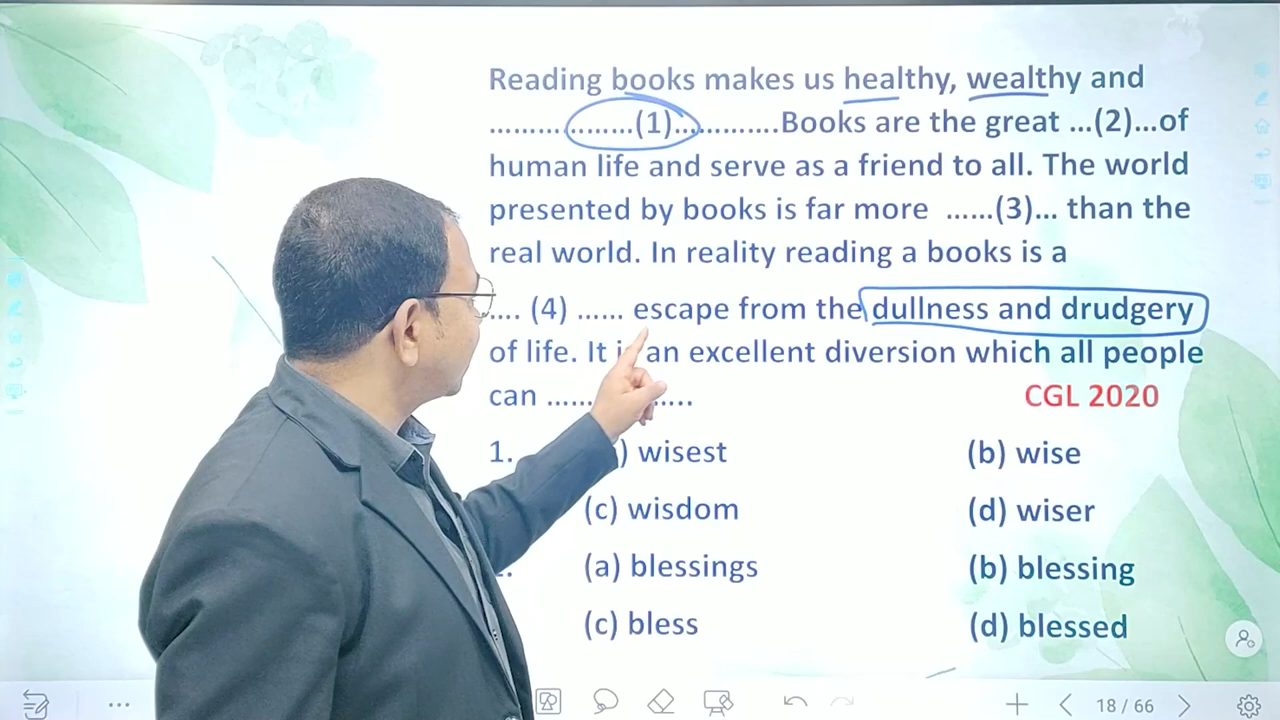 Reading books makes us healthy, wealthy and
.................(1)...............Books are the great ...(2)...of
human life and serve as a friend to all. The world
presented by books is far more ......(3)... than the
real world. In reality reading a books is a
.... (4) ...... escape from the dullness and drudgery
of life. It an excellent diversion which all people
can ...... .....
CGL 2020
1. ) wisest (b) wise
(c) wisdom (d) wiser
(a) blessings (b) blessing
(c) bless (d) blessed
18 / 66